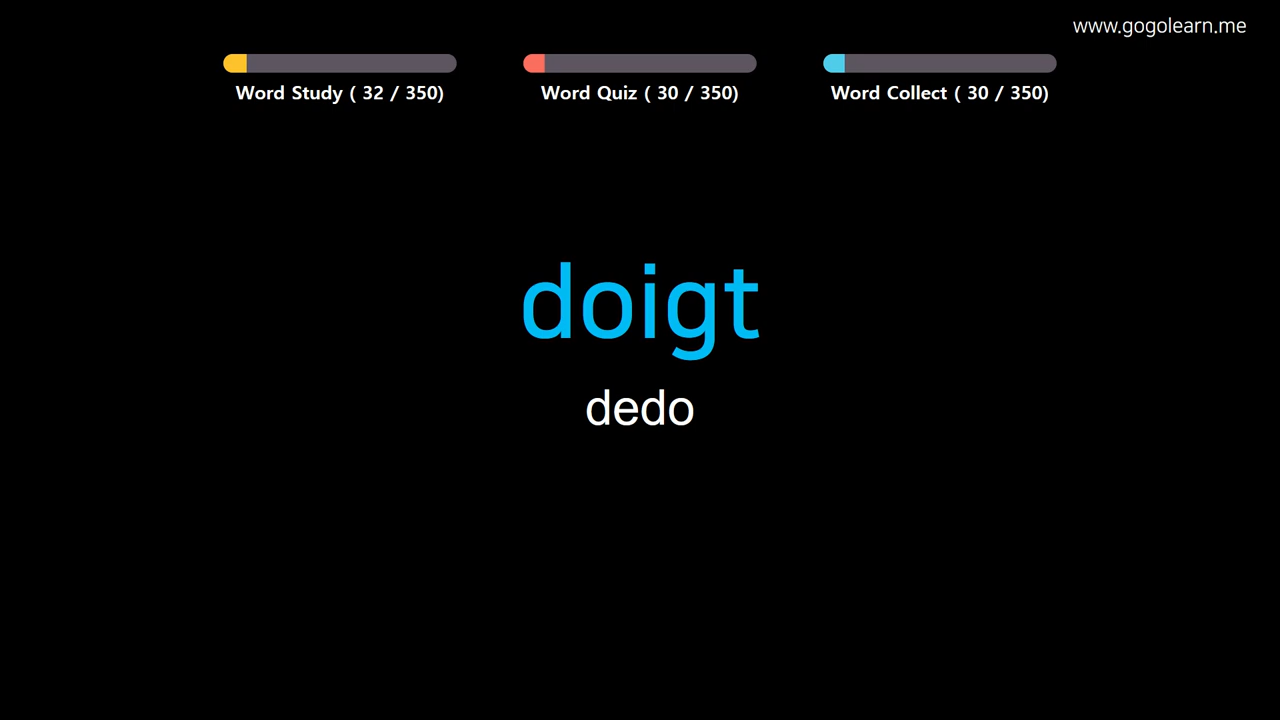 www.gogolearn.me
Word Study ( 32 / 350)
Word Quiz ( 30 / 350)
Word Collect ( 30 / 350)
doigt
dedo